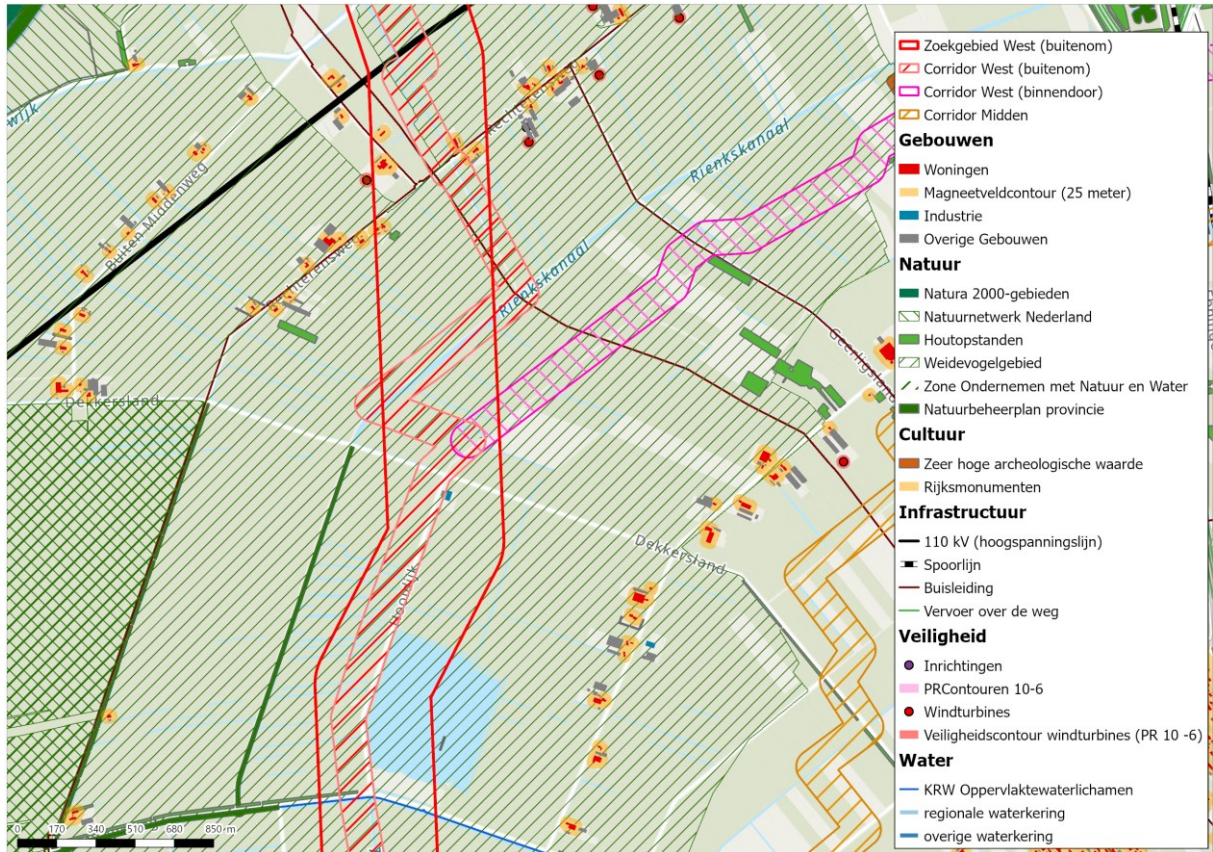 Zoekgebied West (buitenom)
Corridor West (buitenom)
Corridor West (binnendoor)
Corridor Midden
Gebouwen
Woningen
Magneetveldcontour (25 meter)
Industrie
Overige Gebouwen
Natuur
Natura 2000-gebieden
Natuurnetwerk Nederland
Houtopstanden
Weidevogelgebied
Zone Ondernemen met Natuur en Water
Natuurbeheerplan provincie
Cultuur
Zeer hoge archeologische waarde
Rijksmonumenten
Infrastructuur
110 kV (hoogspanningslijn)
Spoorlijn
Buisleiding
Vervoer over de weg
Veiligheid
Inrichtingen
PRContouren 10-6
Windturbines
Veiligheidscontour windturbines (PR 10 -6)
Water
KRW Oppervlaktewaterlichamen
regionale waterkering
overige waterkering
wijk
Buiten Middenweg
Rienkskanaal
Rienkskanaal
Geerligsland
Dekkersland
Dekkersland
0 170 340 510 680 850 m